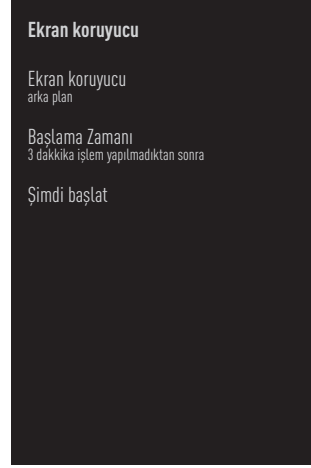 Ekran koruyucu
Ekran koruyucu
arka plan
Başlama Zamanı
3 dakkika işlem yapılmadıktan sonra
Şimdi başlat